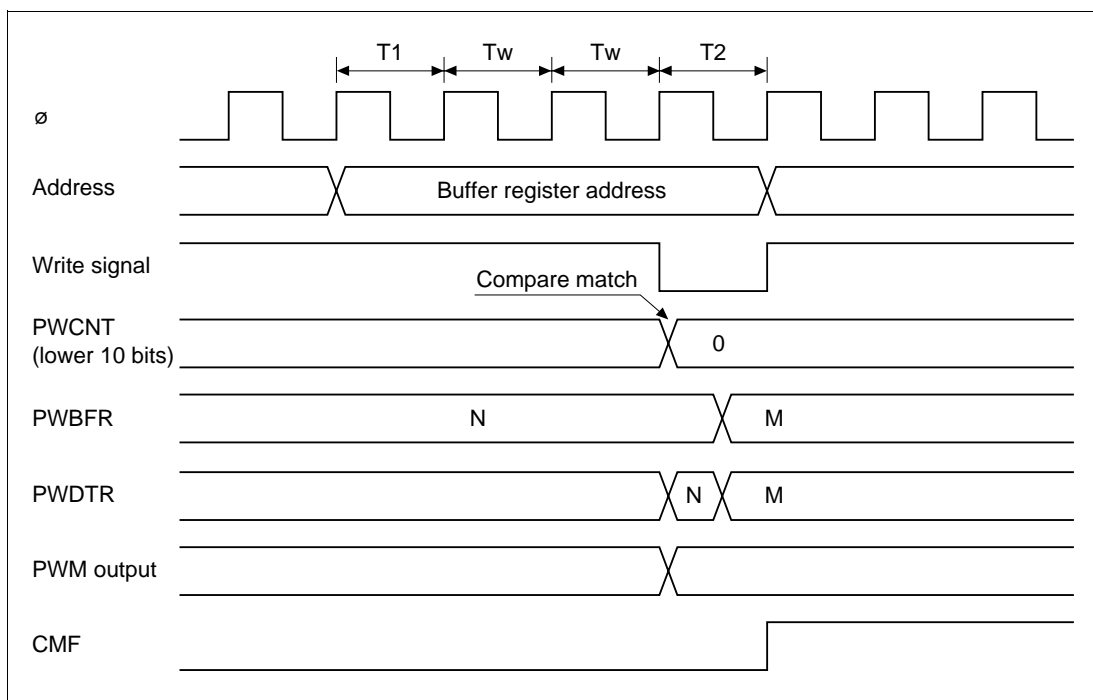 T1 Tw Tw T2
ø
Address Buffer register address
Write signal
Compare match
PWCNT
(lower 10 bits) 0
PWBFR N M
PWDTR N M
PWM output
CMF